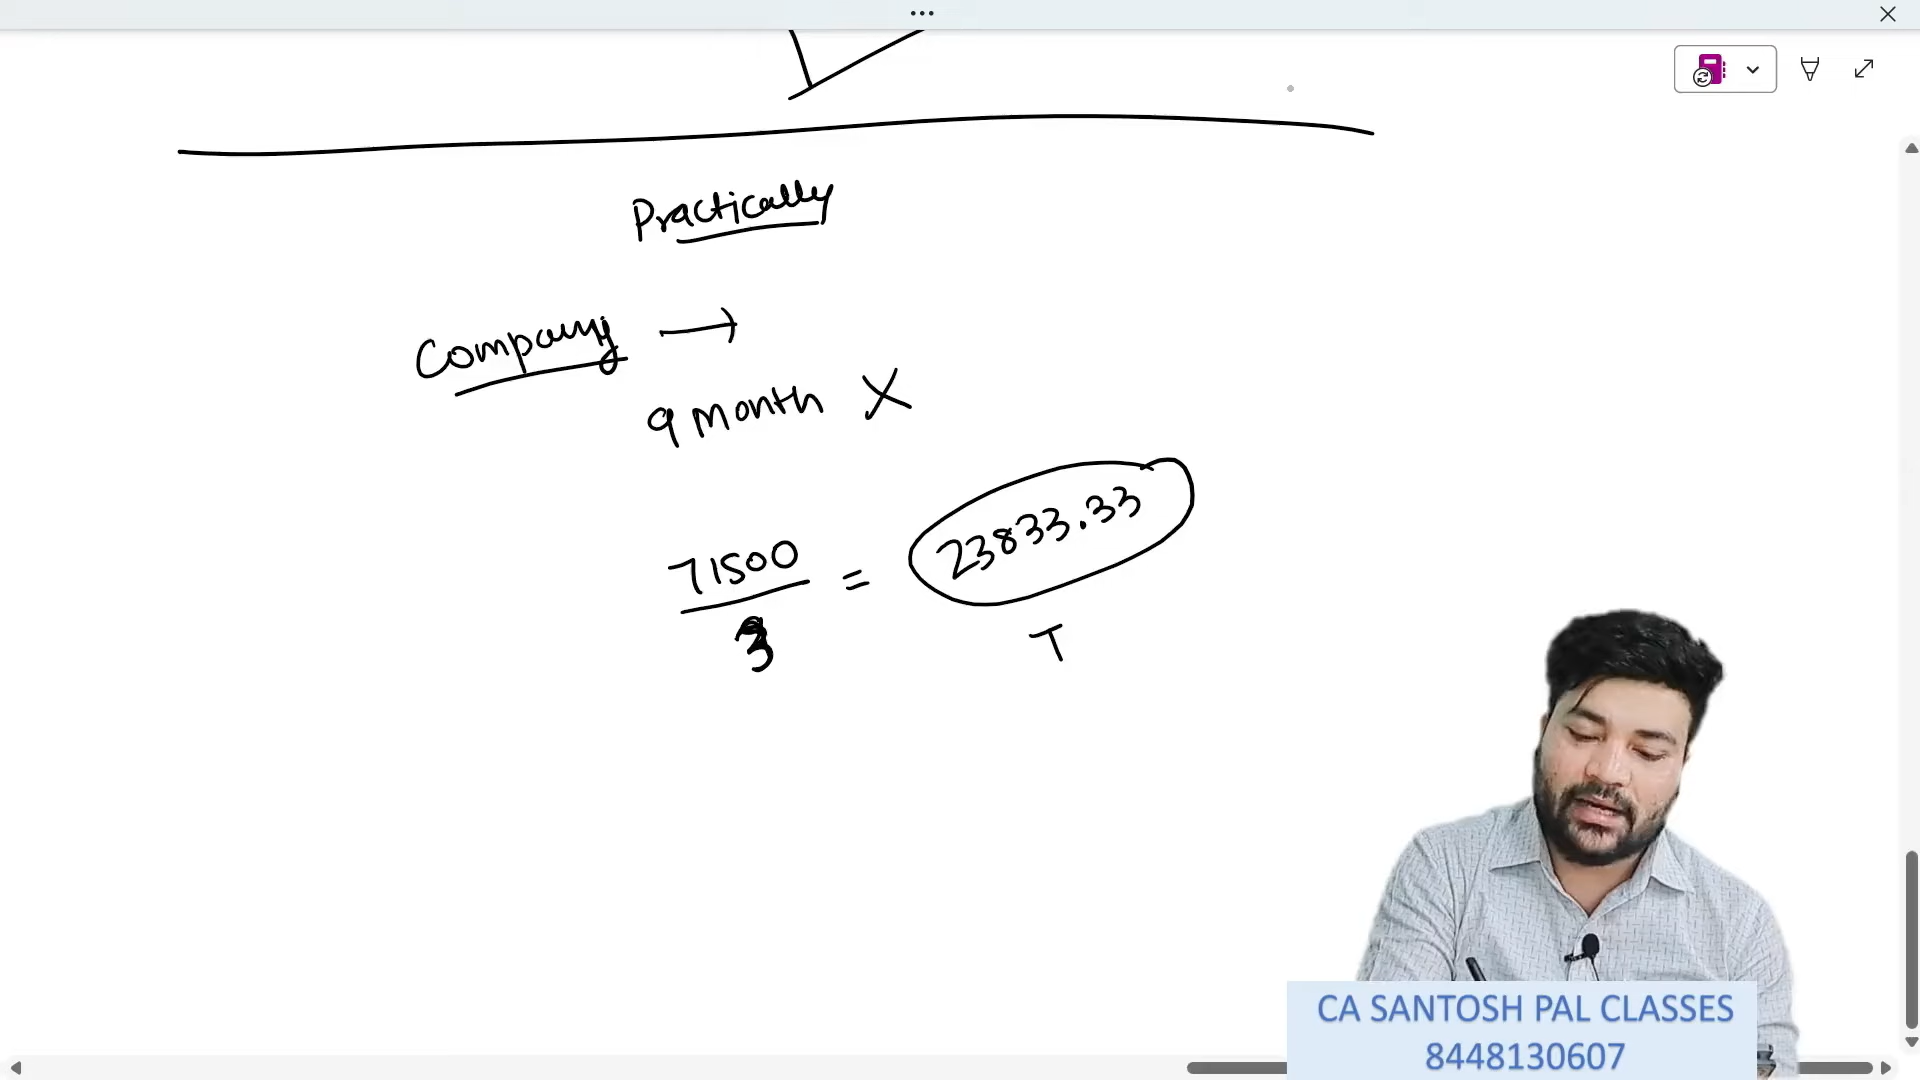 Practically
Company →
9 month X
71500
= 23833.33
3
T
CA SANTOSH PAL CLASSES
8448130607